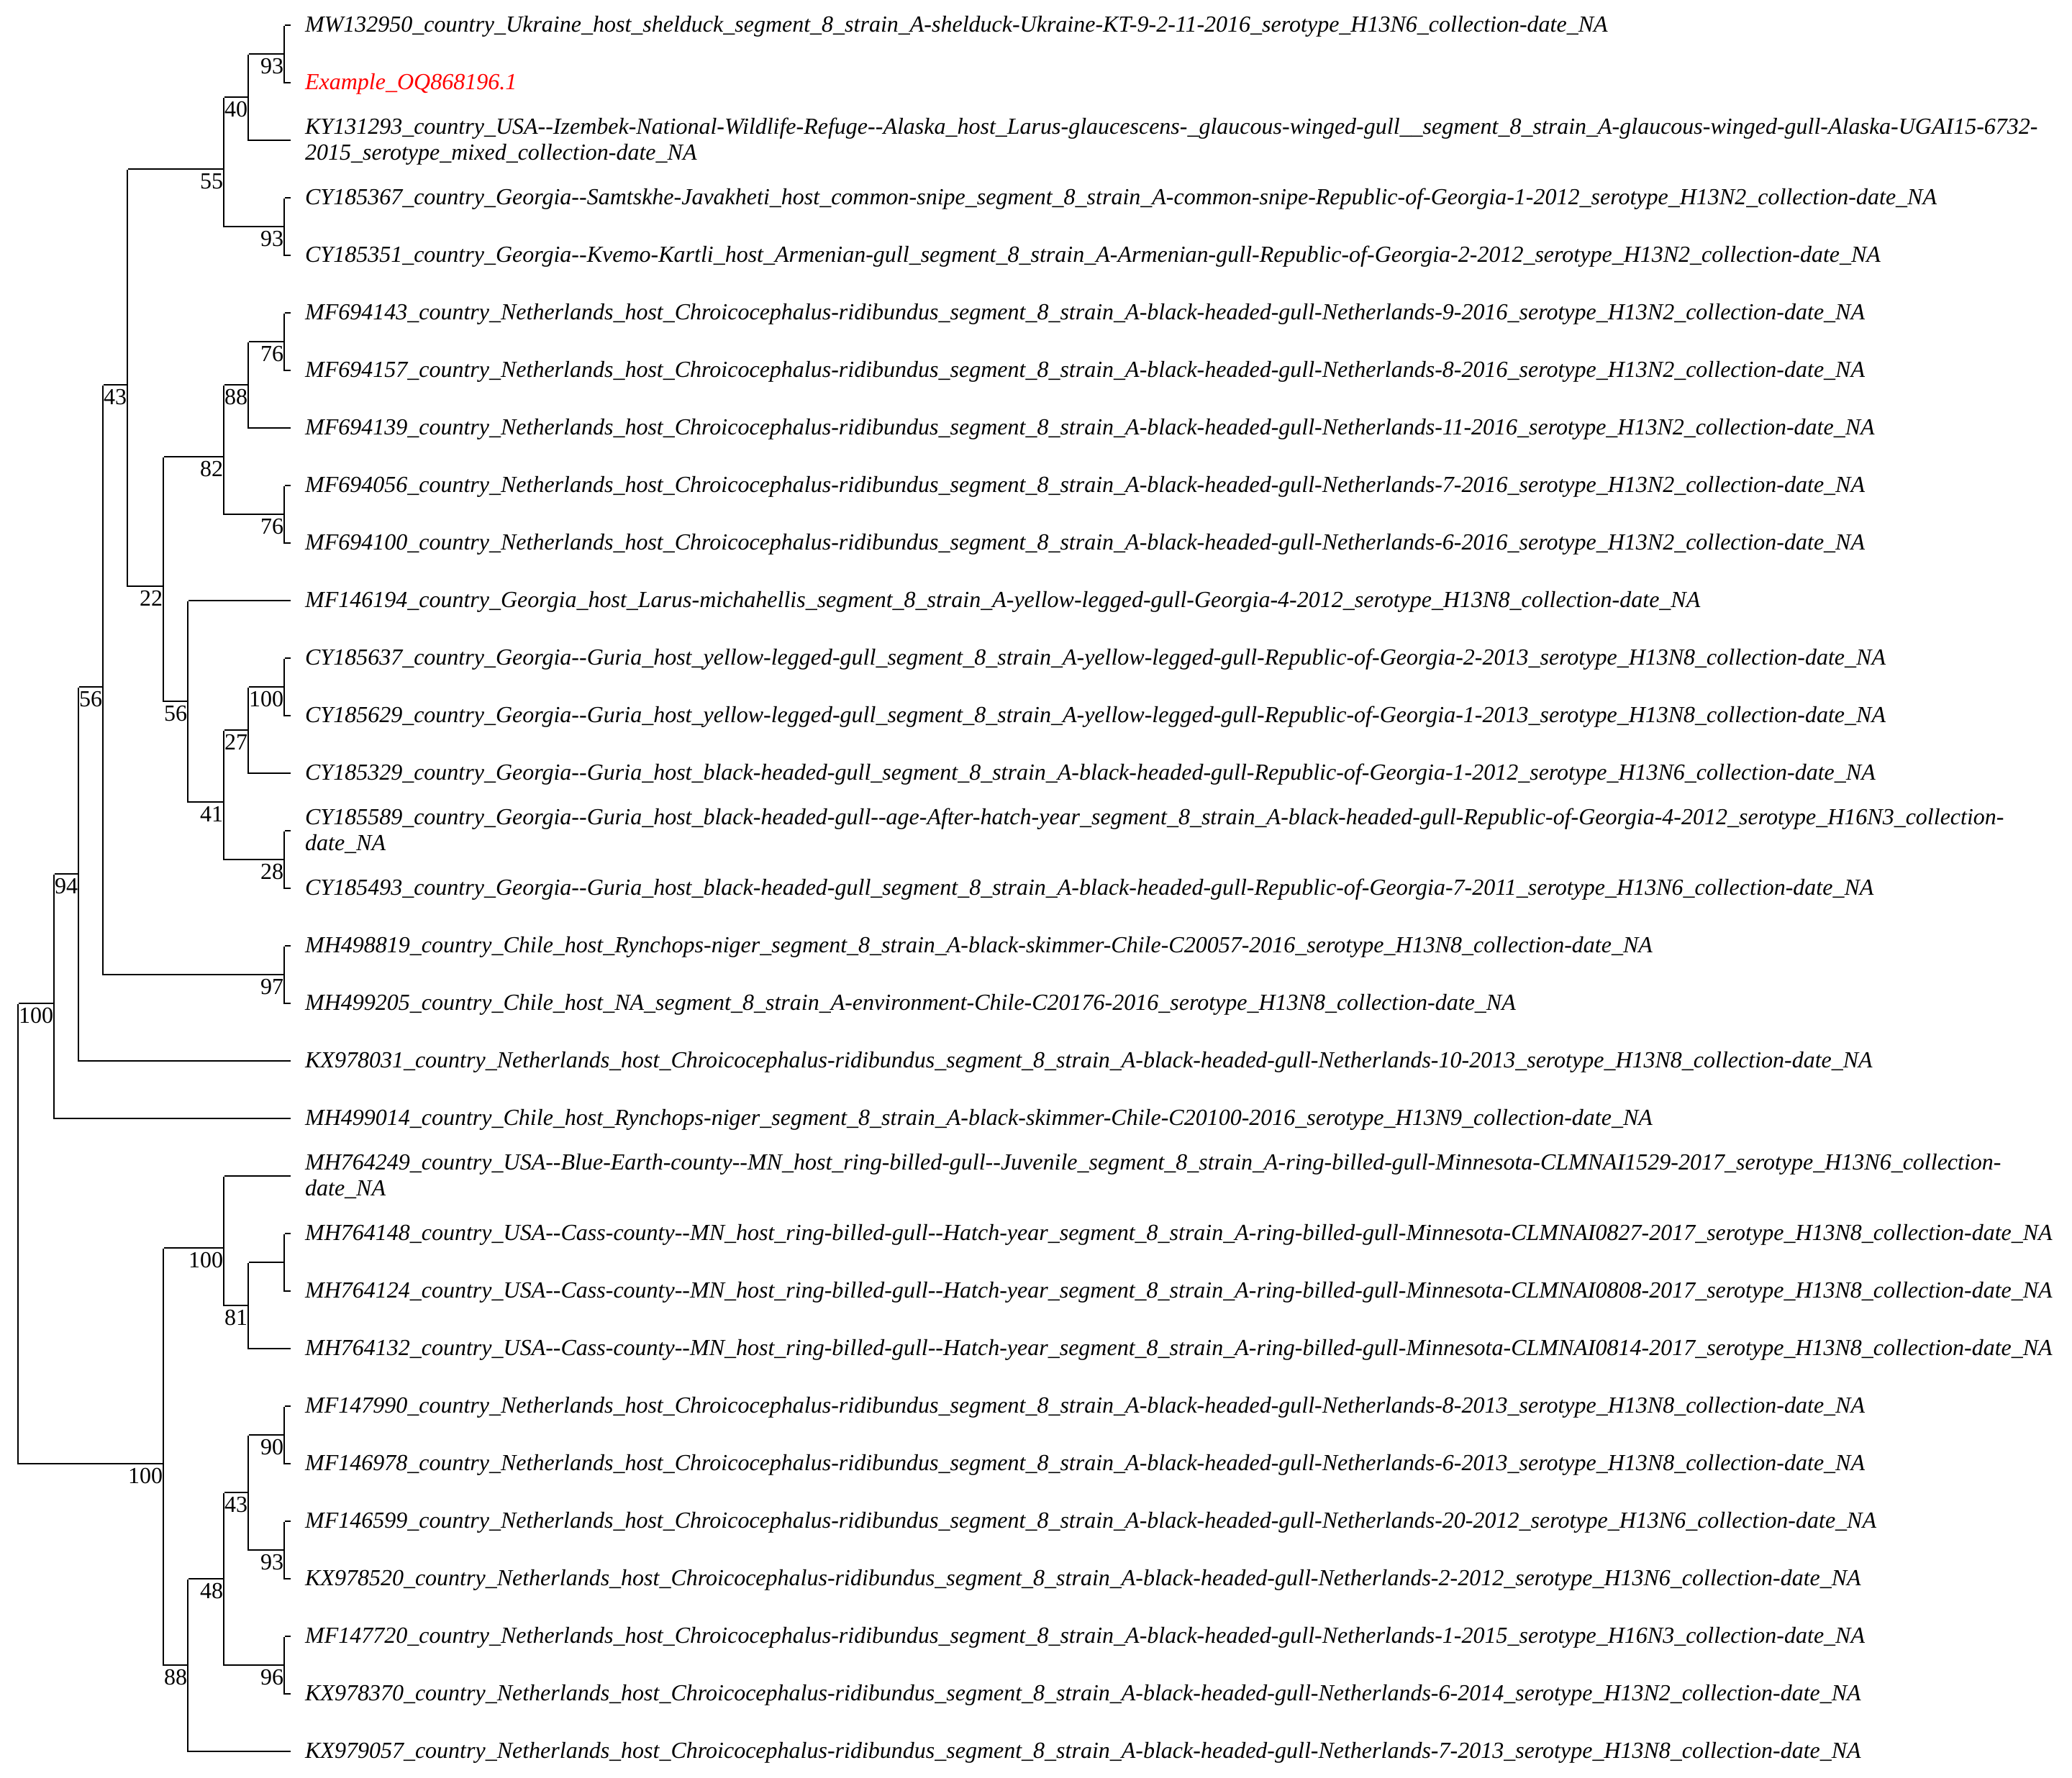 MW132950_country_Ukraine_host_shelduck_segment_8_strain_A-shelduck-Ukraine-KT-9-2-11-2016_serotype_H13N6_collection-date_NA
93
Example_OQ868196.1
40
KY131293_country_USA--Izembek-National-Wildlife-Refuge--Alaska_host_Larus-glaucescens-_glaucous-winged-gull__segment_8_strain_A-glaucous-winged-gull-Alaska-UGAI15-6732-
2015_serotype_mixed_collection-date_NA
55
CY185367_country_Georgia--Samtskhe-Javakheti_host_common-snipe_segment_8_strain_A-common-snipe-Republic-of-Georgia-1-2012_serotype_H13N2_collection-date_NA
93
CY185351_country_Georgia--Kvemo-Kartli_host_Armenian-gull_segment_8_strain_A-Armenian-gull-Republic-of-Georgia-2-2012_serotype_H13N2_collection-date_NA
MF694143_country_Netherlands_host_Chroicocephalus-ridibundus_segment_8_strain_A-black-headed-gull-Netherlands-9-2016_serotype_H13N2_collection-date_NA
76
MF694157_country_Netherlands_host_Chroicocephalus-ridibundus_segment_8_strain_A-black-headed-gull-Netherlands-8-2016_serotype_H13N2_collection-date_NA
43
88
MF694139_country_Netherlands_host_Chroicocephalus-ridibundus_segment_8_strain_A-black-headed-gull-Netherlands-11-2016_serotype_H13N2_collection-date_NA
82
MF694056_country_Netherlands_host_Chroicocephalus-ridibundus_segment_8_strain_A-black-headed-gull-Netherlands-7-2016_serotype_H13N2_collection-date_NA
76
MF694100_country_Netherlands_host_Chroicocephalus-ridibundus_segment_8_strain_A-black-headed-gull-Netherlands-6-2016_serotype_H13N2_collection-date_NA
22
MF146194_country_Georgia_host_Larus-michahellis_segment_8_strain_A-yellow-legged-gull-Georgia-4-2012_serotype_H13N8_collection-date_NA
CY185637_country_Georgia--Guria_host_yellow-legged-gull_segment_8_strain_A-yellow-legged-gull-Republic-of-Georgia-2-2013_serotype_H13N8_collection-date_NA
56
100
56
CY185629_country_Georgia--Guria_host_yellow-legged-gull_segment_8_strain_A-yellow-legged-gull-Republic-of-Georgia-1-2013_serotype_H13N8_collection-date_NA
27
CY185329_country_Georgia--Guria_host_black-headed-gull_segment_8_strain_A-black-headed-gull-Republic-of-Georgia-1-2012_serotype_H13N6_collection-date_NA
41
CY185589_country_Georgia--Guria_host_black-headed-gull--age-After-hatch-year_segment_8_strain_A-black-headed-gull-Republic-of-Georgia-4-2012_serotype_H16N3_collection-
date_NA
28
94
CY185493_country_Georgia--Guria_host_black-headed-gull_segment_8_strain_A-black-headed-gull-Republic-of-Georgia-7-2011_serotype_H13N6_collection-date_NA
MH498819_country_Chile_host_Rynchops-niger_segment_8_strain_A-black-skimmer-Chile-C20057-2016_serotype_H13N8_collection-date_NA
97
MH499205_country_Chile_host_NA_segment_8_strain_A-environment-Chile-C20176-2016_serotype_H13N8_collection-date_NA
100
KX978031_country_Netherlands_host_Chroicocephalus-ridibundus_segment_8_strain_A-black-headed-gull-Netherlands-10-2013_serotype_H13N8_collection-date_NA
MH499014_country_Chile_host_Rynchops-niger_segment_8_strain_A-black-skimmer-Chile-C20100-2016_serotype_H13N9_collection-date_NA
MH764249_country_USA--Blue-Earth-county--MN_host_ring-billed-gull--Juvenile_segment_8_strain_A-ring-billed-gull-Minnesota-CLMNAI1529-2017_serotype_H13N6_collection-
date_NA
MH764148_country_USA--Cass-county--MN_host_ring-billed-gull--Hatch-year_segment_8_strain_A-ring-billed-gull-Minnesota-CLMNAI0827-2017_serotype_H13N8_collection-date_NA
100
MH764124_country_USA--Cass-county--MN_host_ring-billed-gull--Hatch-year_segment_8_strain_A-ring-billed-gull-Minnesota-CLMNAI0808-2017_serotype_H13N8_collection-date_NA
81
MH764132_country_USA--Cass-county--MN_host_ring-billed-gull--Hatch-year_segment_8_strain_A-ring-billed-gull-Minnesota-CLMNAI0814-2017_serotype_H13N8_collection-date_NA
MF147990_country_Netherlands_host_Chroicocephalus-ridibundus_segment_8_strain_A-black-headed-gull-Netherlands-8-2013_serotype_H13N8_collection-date_NA
90
MF146978_country_Netherlands_host_Chroicocephalus-ridibundus_segment_8_strain_A-black-headed-gull-Netherlands-6-2013_serotype_H13N8_collection-date_NA
100
43
MF146599_country_Netherlands_host_Chroicocephalus-ridibundus_segment_8_strain_A-black-headed-gull-Netherlands-20-2012_serotype_H13N6_collection-date_NA
93
KX978520_country_Netherlands_host_Chroicocephalus-ridibundus_segment_8_strain_A-black-headed-gull-Netherlands-2-2012_serotype_H13N6_collection-date_NA
48
MF147720_country_Netherlands_host_Chroicocephalus-ridibundus_segment_8_strain_A-black-headed-gull-Netherlands-1-2015_serotype_H16N3_collection-date_NA
88
96
KX978370_country_Netherlands_host_Chroicocephalus-ridibundus_segment_8_strain_A-black-headed-gull-Netherlands-6-2014_serotype_H13N2_collection-date_NA
KX979057_country_Netherlands_host_Chroicocephalus-ridibundus_segment_8_strain_A-black-headed-gull-Netherlands-7-2013_serotype_H13N8_collection-date_NA